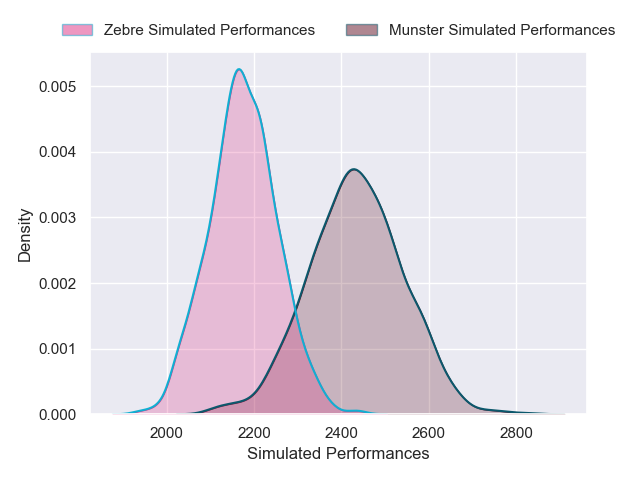 Zebre Simulated Performances Munster Simulated Performances
0.005
0.004
0.003
0.002
0.001
0.000
Density
2000 2200 2400 2600 2800
Simulated Performances